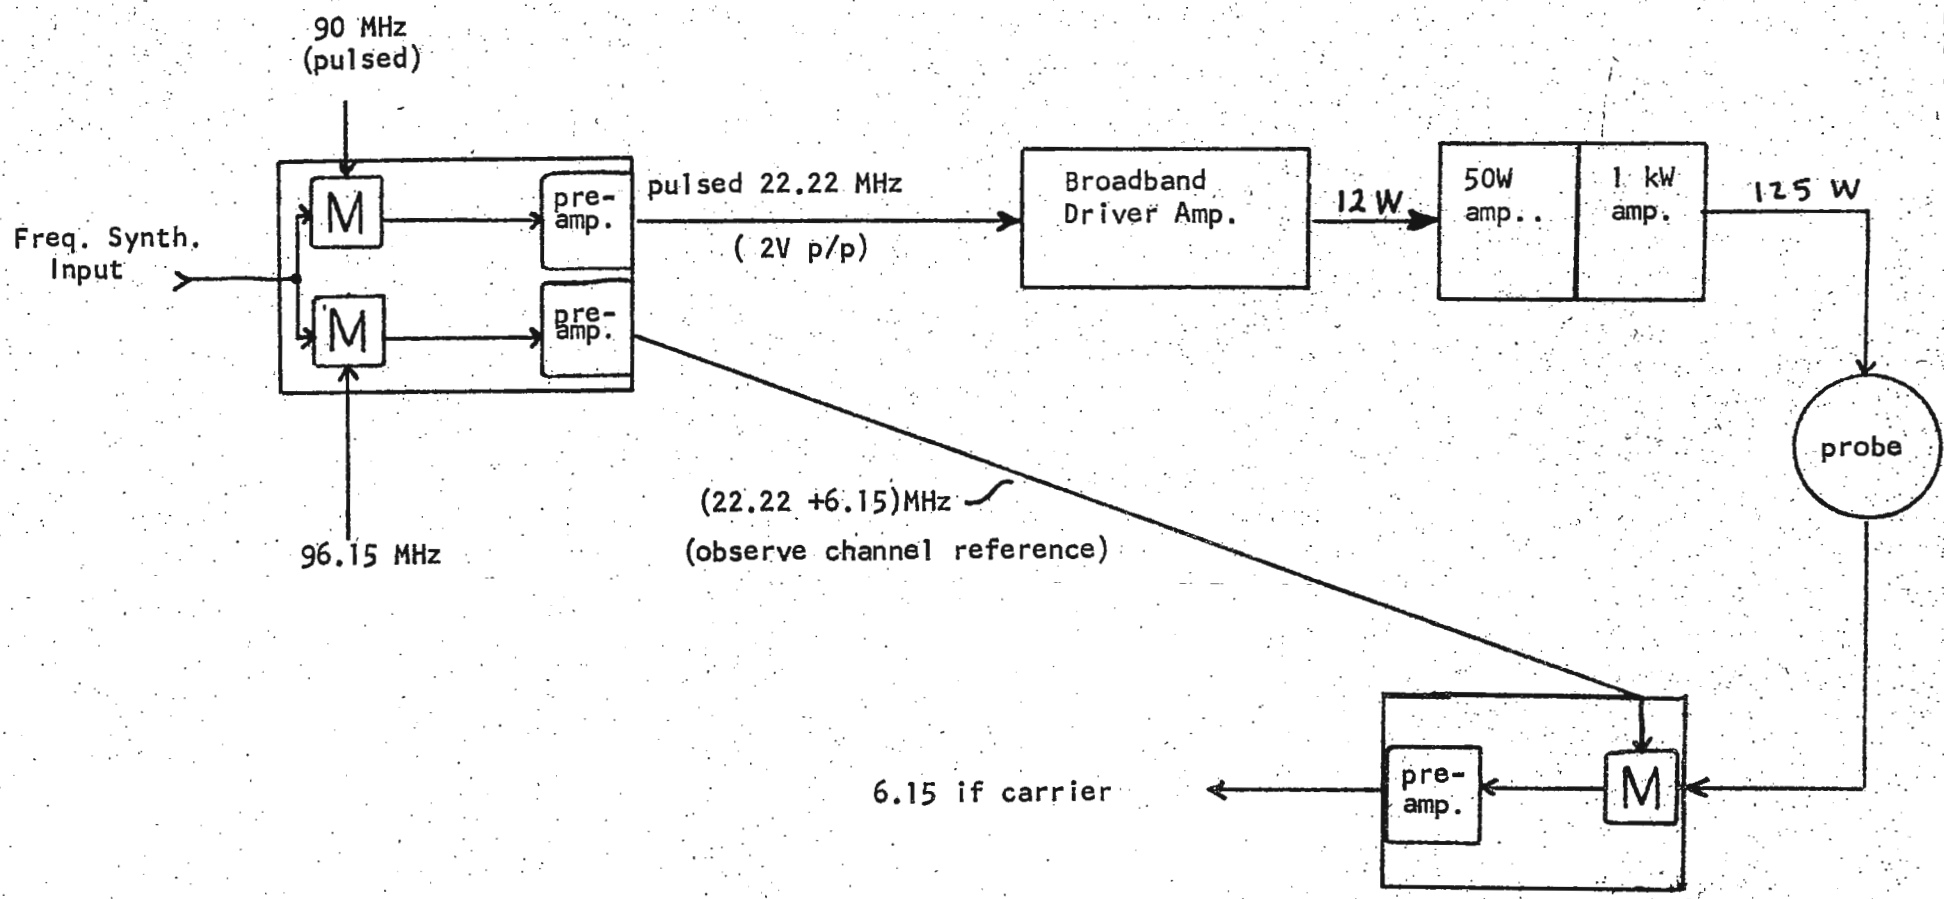 90 MHz
(pulsed)
Freq. Synth.
Input
M
pre-
amp.
pulsed 22.22 MHz
( 2V p/p)
Broadband
Driver Amp.
12 W
50W
amp..
1 kW
amp.
125 W
M
pre-
amp.
96.15 MHz
(22.22 +6.15)MHz
(observe channel reference)
probe
6.15 if carrier
pre-
amp.
M